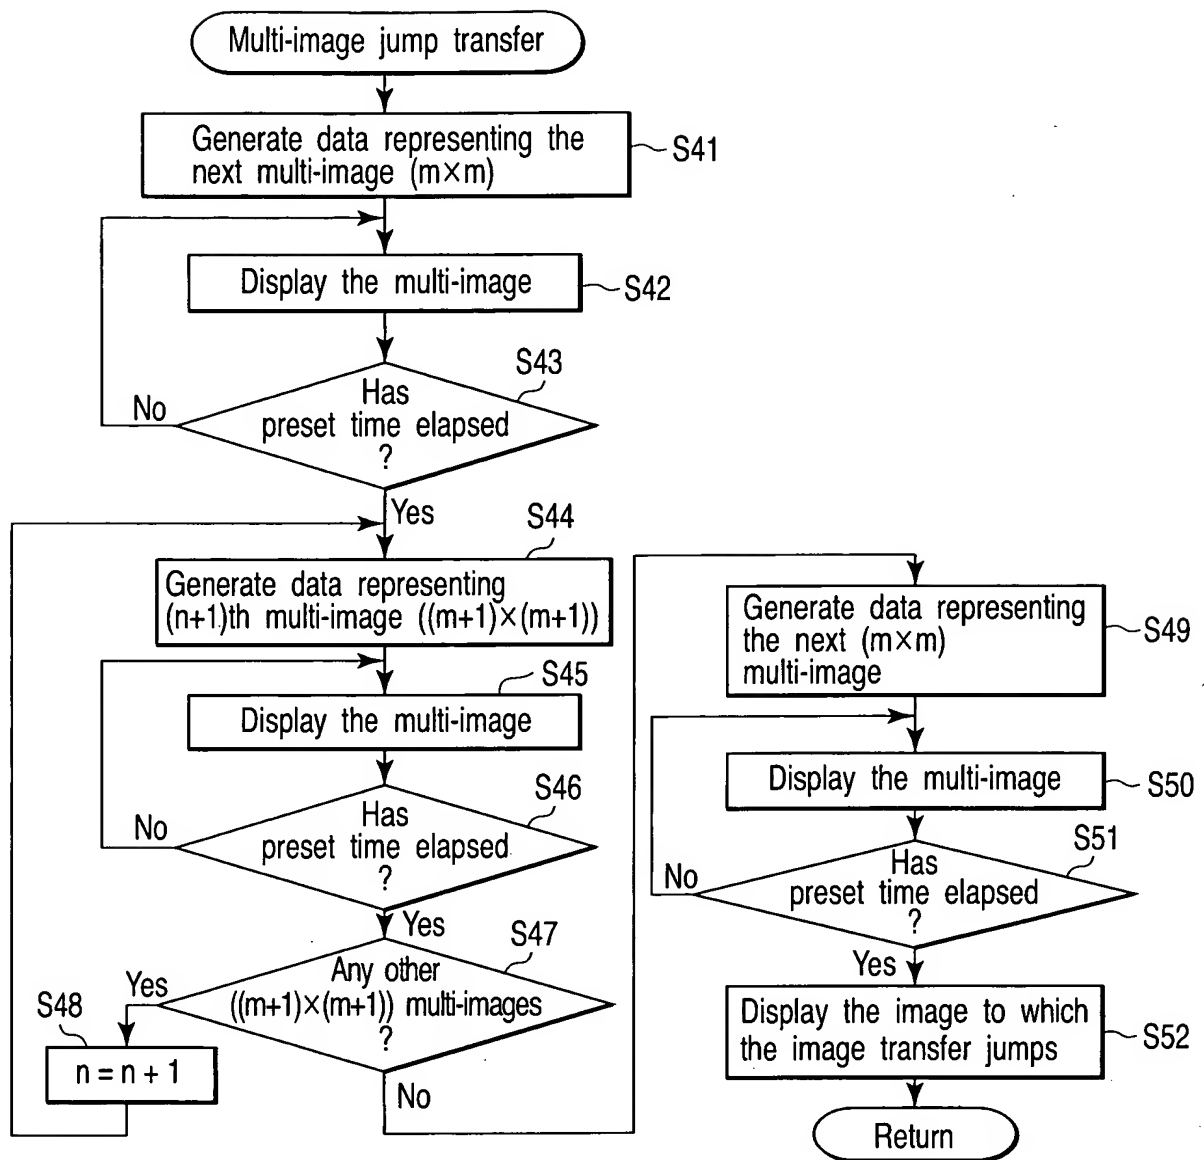 Multi-image jump transfer
Generate data representing the
next multi-image (m×m)
S41
Display the multi-image
S42
S43
Has
preset time elapsed
?
No
Yes
S44
Generate data representing
(n+1)th multi-image ((m+1)×(m+1))
S45
Display the multi-image
S46
Has
preset time elapsed
?
No
Yes
S47
Any other
((m+1)×(m+1)) multi-images
?
Yes
S48
n = n + 1
No
Generate data representing
the next (m×m)
multi-image
S49
Display the multi-image
S50
S51
Has
preset time elapsed
?
No
Yes
Display the image to which
the image transfer jumps
S52
Return